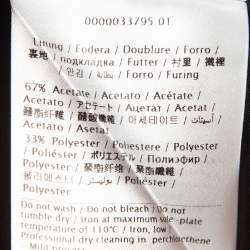 0000033795 01
Lining / Fodera / Doublure / Forro /
裏地 / подкладка / Futter / 衬里 / 襯裡
/ 안감 / بطانة / Forro / Furing
67% Acetate / Acetato / Acétate /
Acetato / アセテート / Ацетат / Acetat /
醋酯纤维 / 醋酸纖維 / 아세테이트 / أسيتات /
Acetato / Asetat
33% Polyester / Poliestere / Polyester
/ Poliéster / ポリエステル / Полиэфир /
Polyester / 聚酯纤维 / 聚酯纖維 /
폴리에스터 / بوليستر / Poliéster /
Poliester
Do not wash / Do not bleach / Do not
tumble dry / Iron at maximum sole-plate
temperature of 110°C / Iron, low
Professional dry cleaning in perchloroethene
Mild process